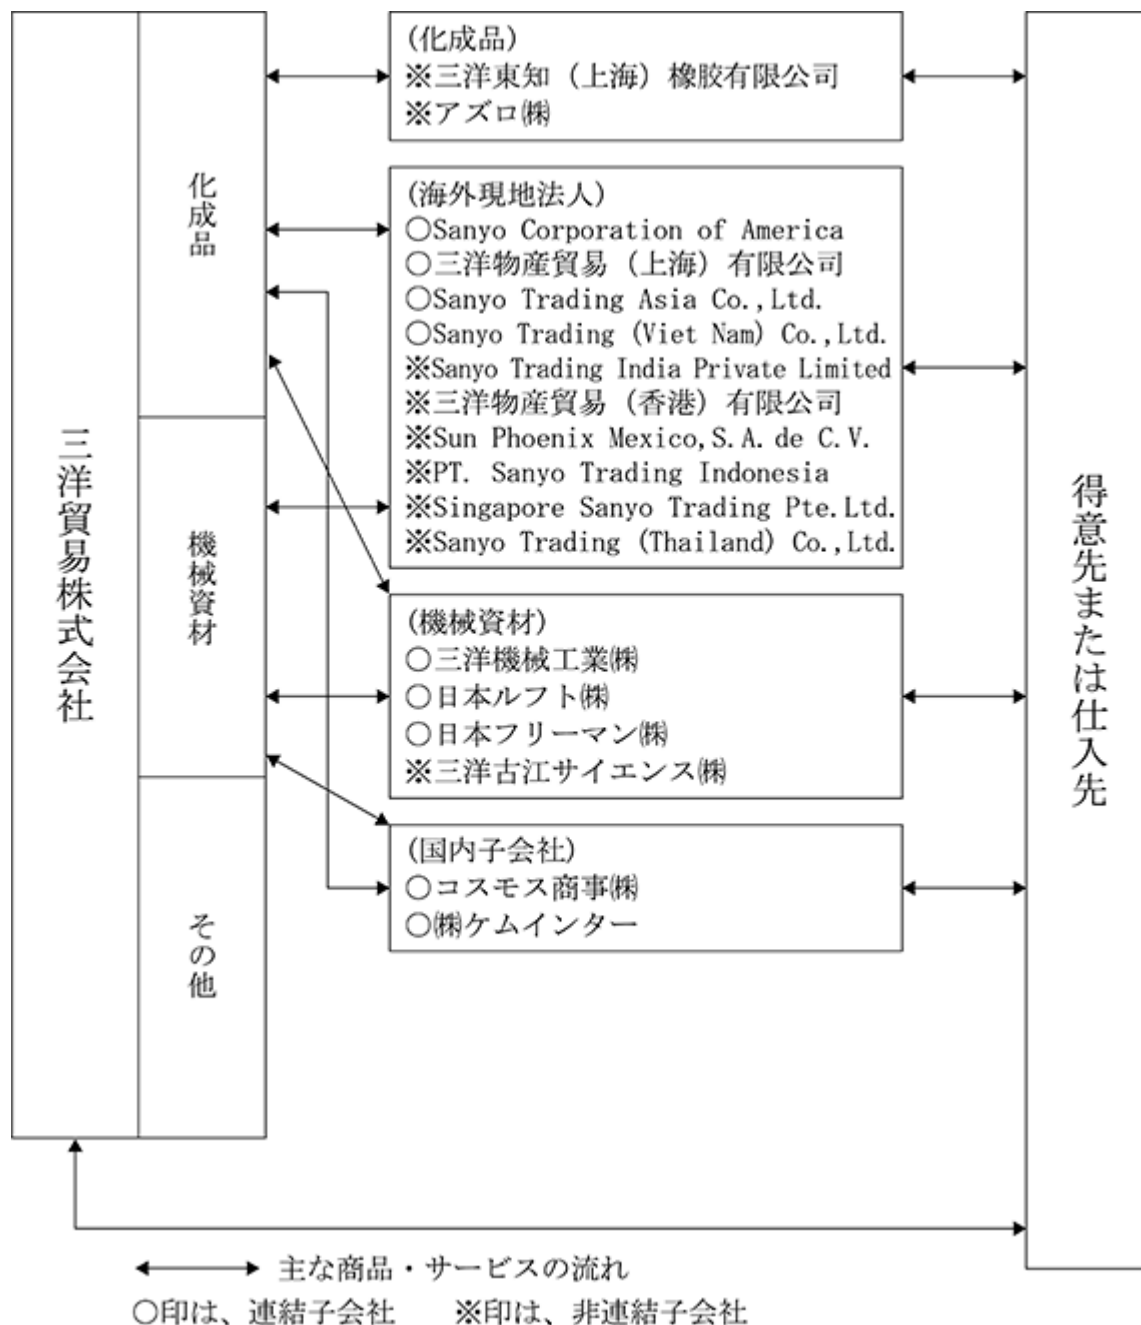 三洋貿易株式会社
化成品
機械資材
その他
(化成品)
※三洋東知（上海）橡胶有限公司
※アズロ㈱
(海外現地法人)
○Sanyo Corporation of America
○三洋物産貿易（上海）有限公司
○Sanyo Trading Asia Co.,Ltd.
○Sanyo Trading (Viet Nam) Co.,Ltd.
※Sanyo Trading India Private Limited
※三洋物産貿易（香港）有限公司
※Sun Phoenix Mexico,S.A. de C.V.
※PT. Sanyo Trading Indonesia
※Singapore Sanyo Trading Pte.Ltd.
※Sanyo Trading (Thailand) Co.,Ltd.
(機械資材)
○三洋機械工業㈱
○日本ルフト㈱
○日本フリーマン㈱
※三洋古江サイエンス㈱
(国内子会社)
○コスモス商事㈱
○㈱ケムインター
得意先または仕入先
主な商品・サービスの流れ
○印は、連結子会社　※印は、非連結子会社